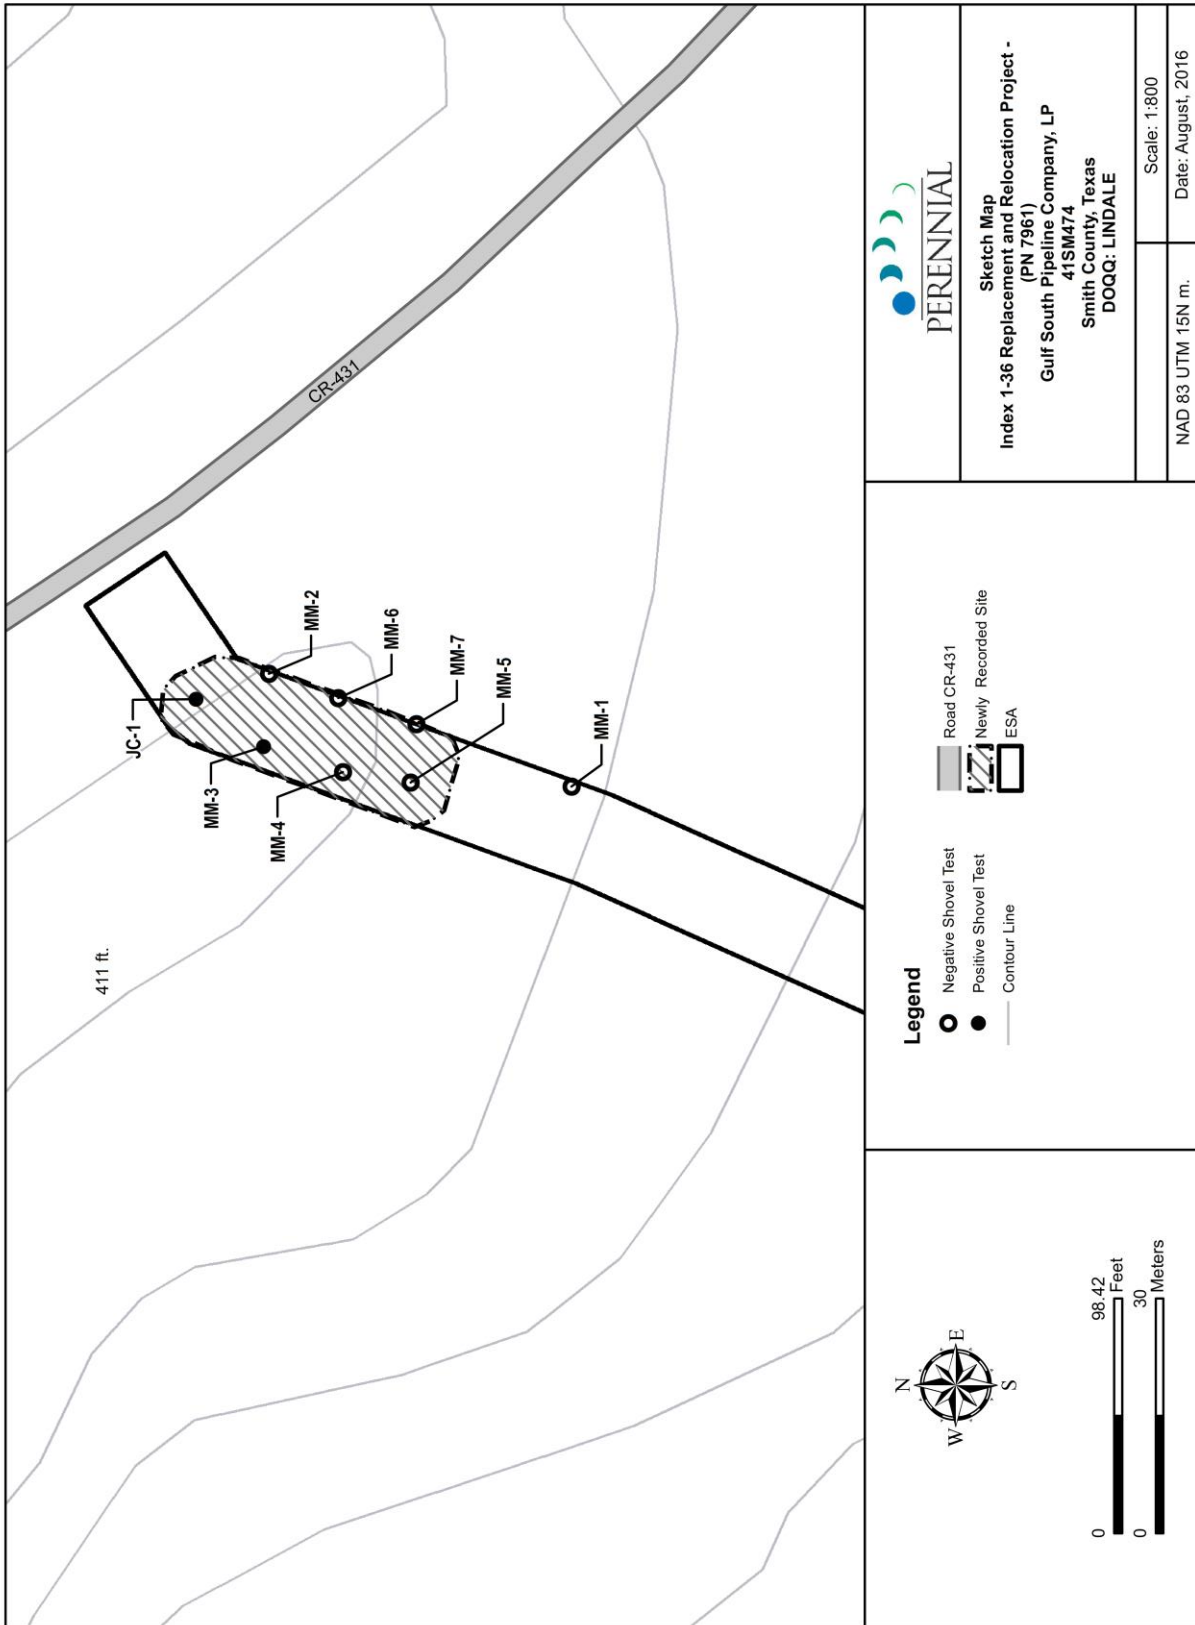 411 ft.
CR-431
JC-1
MM-3
MM-4
MM-2
MM-6
MM-7
MM-5
MM-1
N
W
E
S
0
98.42
Feet
0
30
Meters
Legend
Negative Shovel Test
Positive Shovel Test
Contour Line
Road CR-431
Newly Recorded Site
ESA
PERENNIAL
Sketch Map
Index 1-36 Replacement and Relocation Project -
(PN 7961)
Gulf South Pipeline Company, LP
41SM474
Smith County, Texas
DOQQ: LINDALE
Scale: 1:800
NAD 83 UTM 15N m.
Date: August, 2016